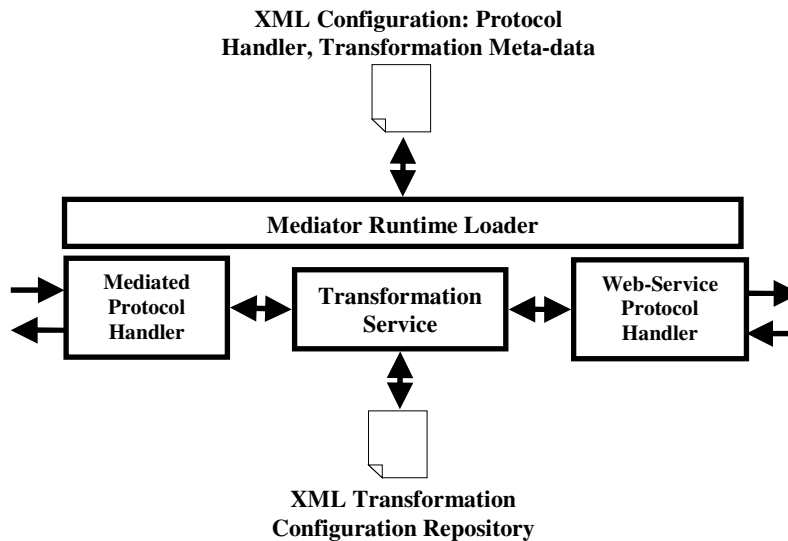 XML Configuration: Protocol
Handler, Transformation Meta-data
Mediator Runtime Loader
Mediated
Protocol
Handler
Transformation
Service
Web-Service
Protocol
Handler
XML Transformation
Configuration Repository